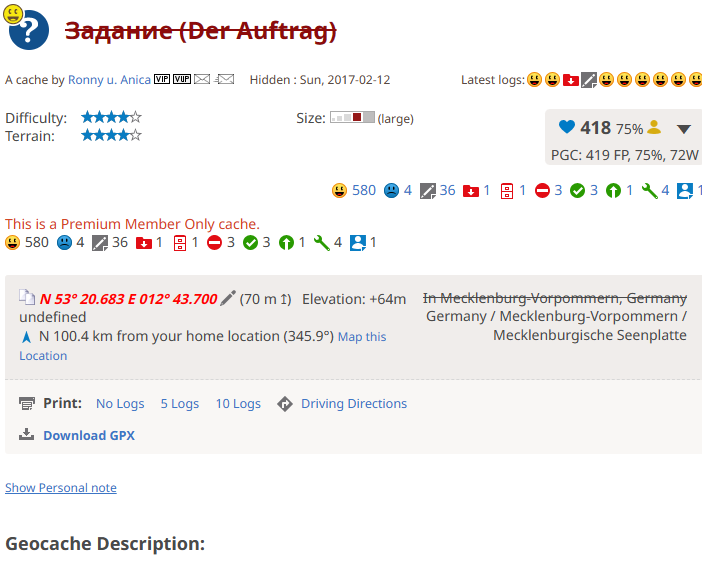 Задание (Der Auftrag)
A cache by Ronny u. Anica VIP VUP Hidden : Sun, 2017-02-12 Latest logs:
Difficulty: Size: (large)
Terrain:
418 75%
PGC: 419 FP, 75%, 72W
580 4 36 1 1 3 3 1 4 1
This is a Premium Member Only cache.
580 4 36 1 1 3 3 1 4 1
N 53° 20.683 E 012° 43.700 (70 m ↥) Elevation: +64m
undefined
N 100.4 km from your home location (345.9°) Map this
Location
In Mecklenburg-Vorpommern, Germany
Germany / Mecklenburg-Vorpommern /
Mecklenburgische Seenplatte
Print: No Logs 5 Logs 10 Logs Driving Directions
Download GPX
Show Personal note
Geocache Description: